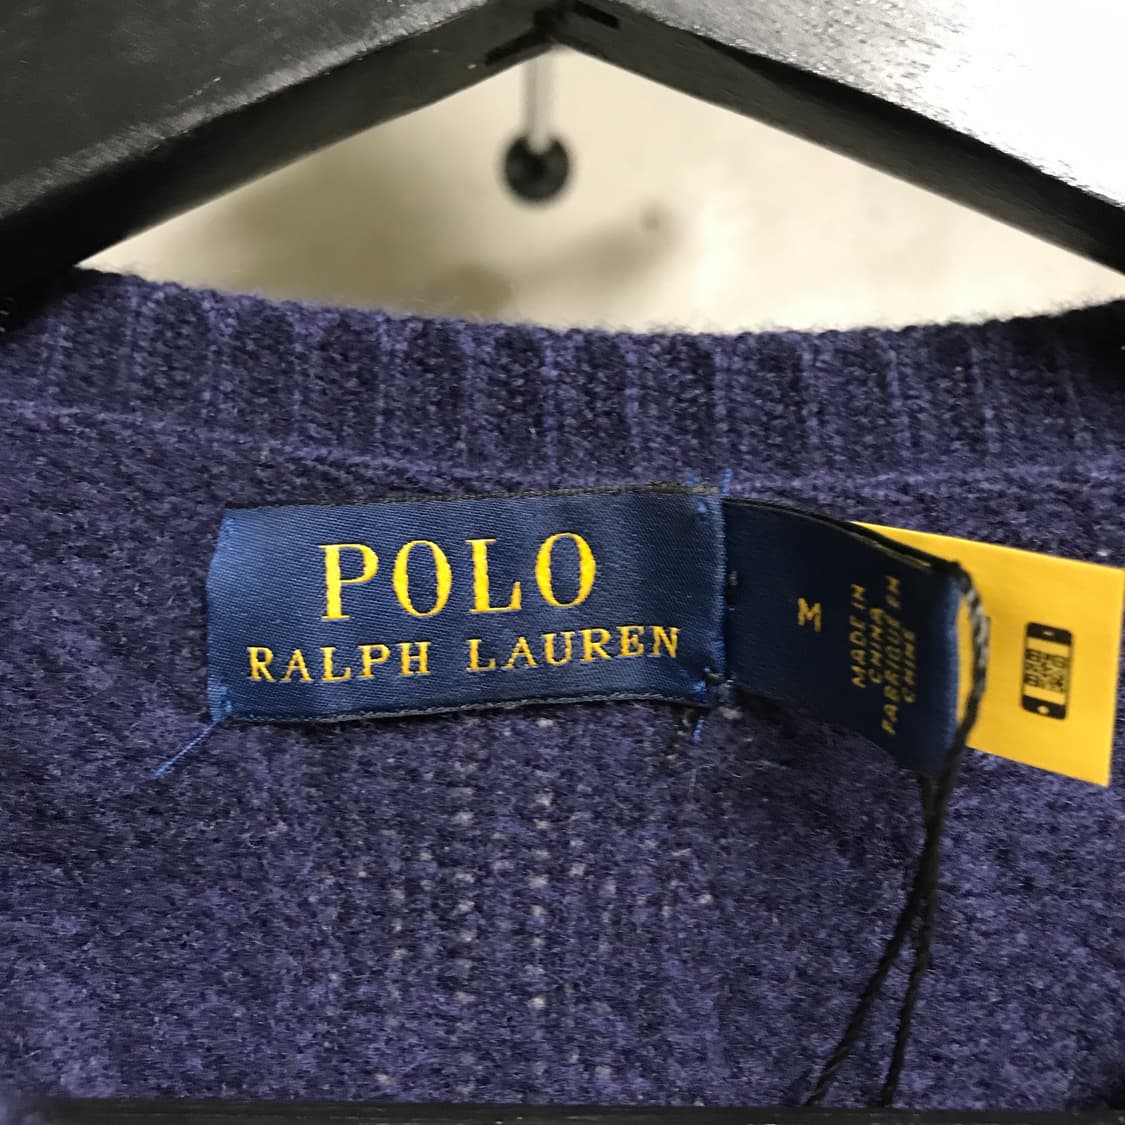 POLO
RALPH LAUREN
M
MADE IN
CHINA
FABRIQUÉ EN
CHINE